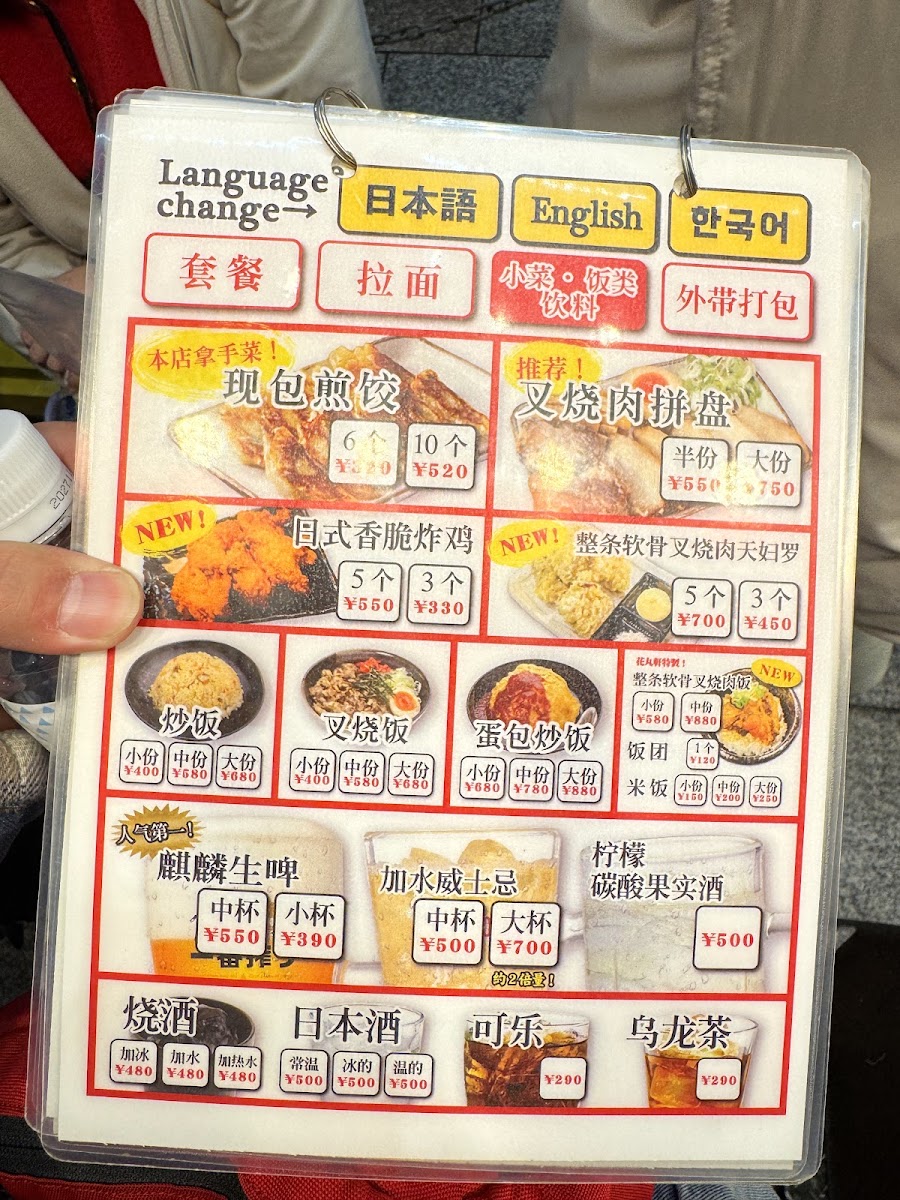 Language
change→
日本語
English
한국어
套餐
拉面
小菜・饭类
饮料
外带打包
本店拿手菜！
现包煎饺
6个
¥320
10个
¥520
推荐！
叉烧肉拼盘
半份
¥550
大份
¥750
NEW!
日式香脆炸鸡
5个
¥550
3个
¥330
NEW!
整条软骨叉烧肉天妇罗
5个
¥700
3个
¥450
炒饭
小份
¥400
中份
¥580
大份
¥680
叉烧饭
小份
¥400
中份
¥580
大份
¥680
蛋包炒饭
小份
¥680
中份
¥780
大份
¥880
花丸軒特製！
NEW
整条软骨叉烧肉饭
小份
¥580
中份
¥880
饭团
1个
¥120
米饭
小份
¥150
中份
¥200
大份
¥250
人气第一！
麒麟生啤
中杯
¥550
小杯
¥390
加水威士忌
中杯
¥500
大杯
¥700
約2倍量！
柠檬
碳酸果实酒
¥500
烧酒
加冰
¥480
加水
¥480
加热水
¥480
日本酒
常温
¥500
冰的
¥500
温的
¥500
可乐
¥290
乌龙茶
¥290
2027